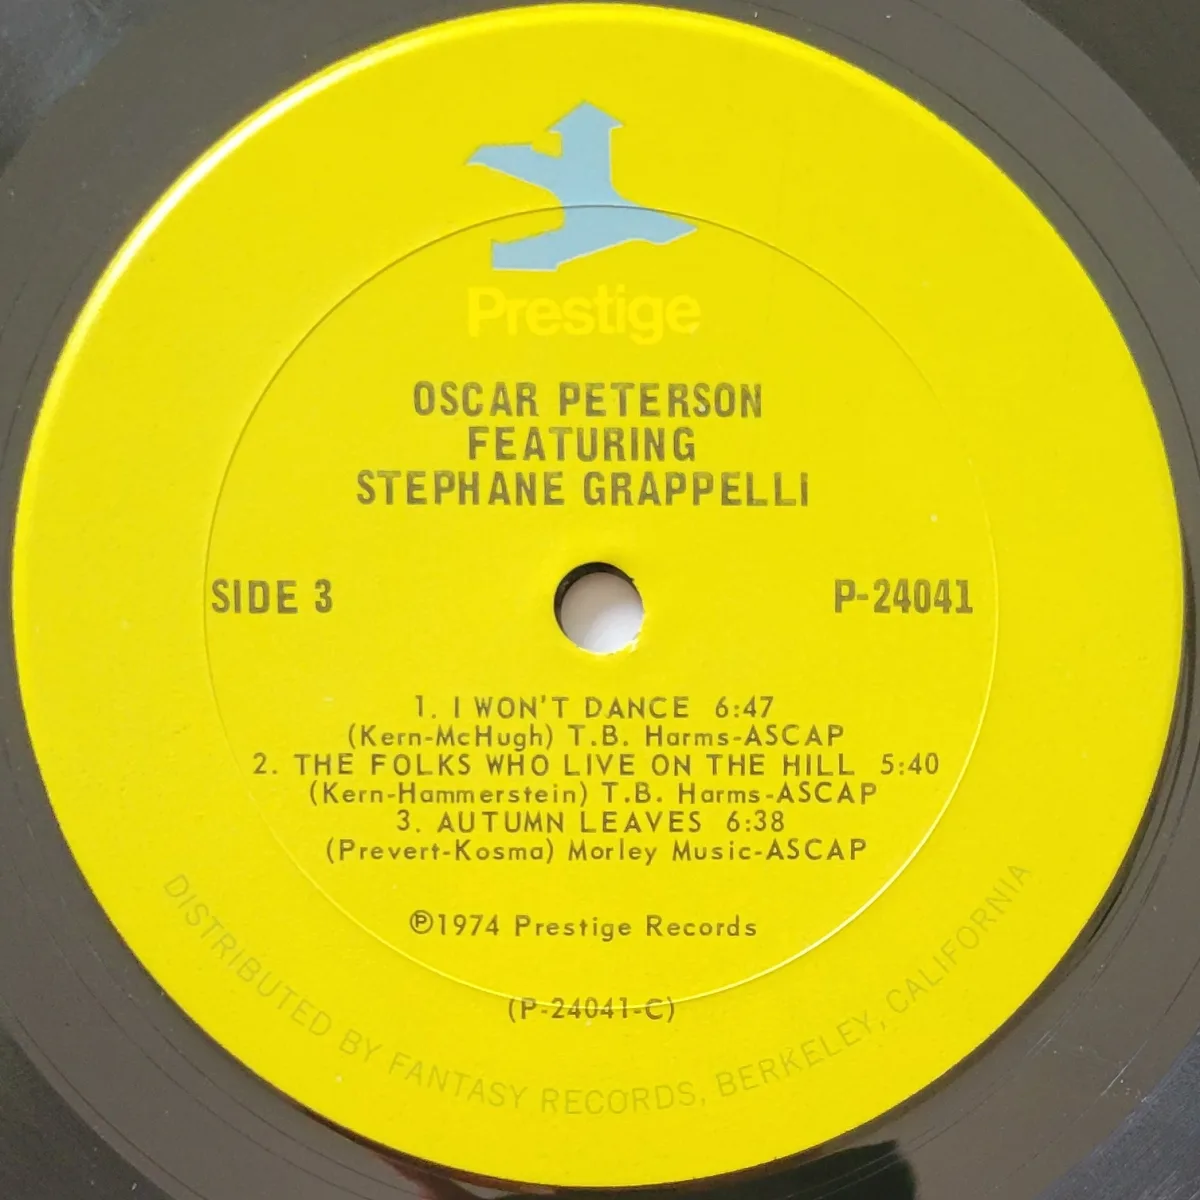 Prestige
OSCAR PETERSON
FEATURING
STEPHANE GRAPPELLI
SIDE 3
P-24041
1. I WON'T DANCE 6:47
(Kern-McHugh) T.B. Harms-ASCAP
2. THE FOLKS WHO LIVE ON THE HILL 5:40
(Kern-Hammerstein) T.B. Harms-ASCAP
3. AUTUMN LEAVES 6:38
(Prevert-Kosma) Morley Music-ASCAP
℗1974 Prestige Records
(P-24041-C)
DISTRIBUTED BY FANTASY RECORDS, BERKELEY, CALIFORNIA